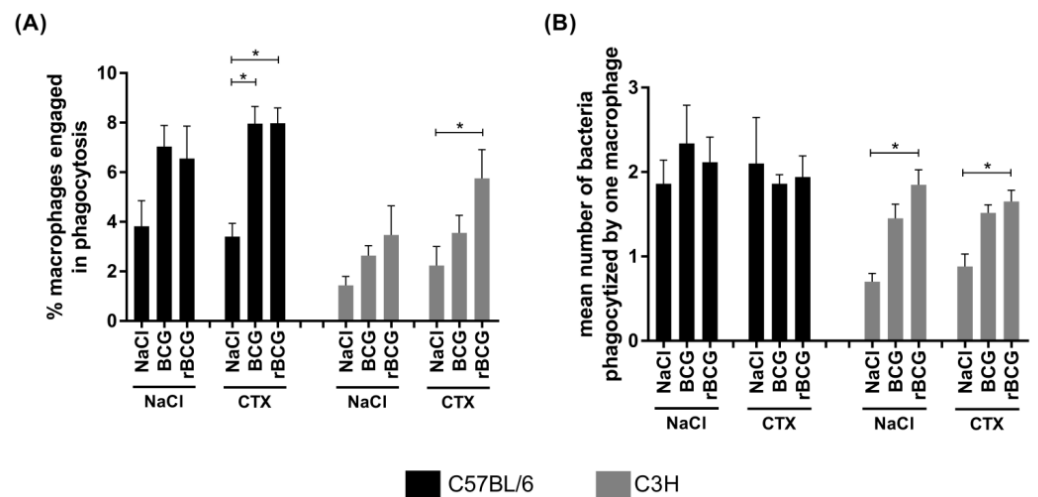 (A)
% macrophages engaged
in phagocytosis
10
8
6
4
2
0
*
*
*
NaCl BCG rBCG NaCl BCG rBCG NaCl BCG rBCG NaCl BCG rBCG
NaCl CTX NaCl CTX
(B)
mean number of bacteria
phagocytized by one macrophage
3
2
1
0
*
*
NaCl BCG rBCG NaCl BCG rBCG NaCl BCG rBCG NaCl BCG rBCG
NaCl CTX NaCl CTX
C57BL/6 C3H